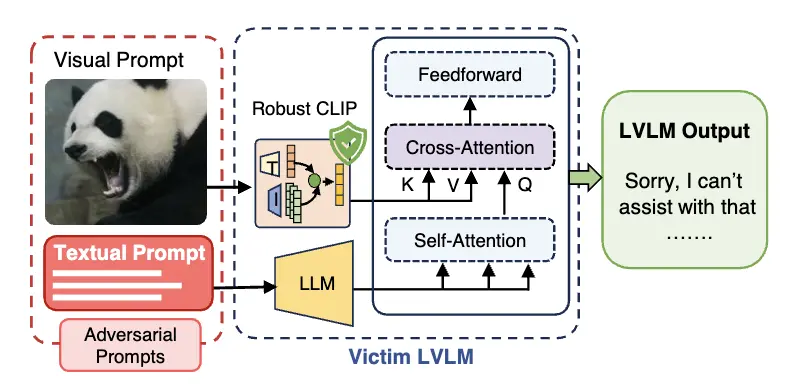 Visual Prompt
Textual Prompt
Adversarial
Prompts
Robust CLIP
T
I
LLM
Feedforward
Cross-Attention
K V Q
Self-Attention
Victim LVLM
LVLM Output
Sorry, I can’t
assist with that
.......